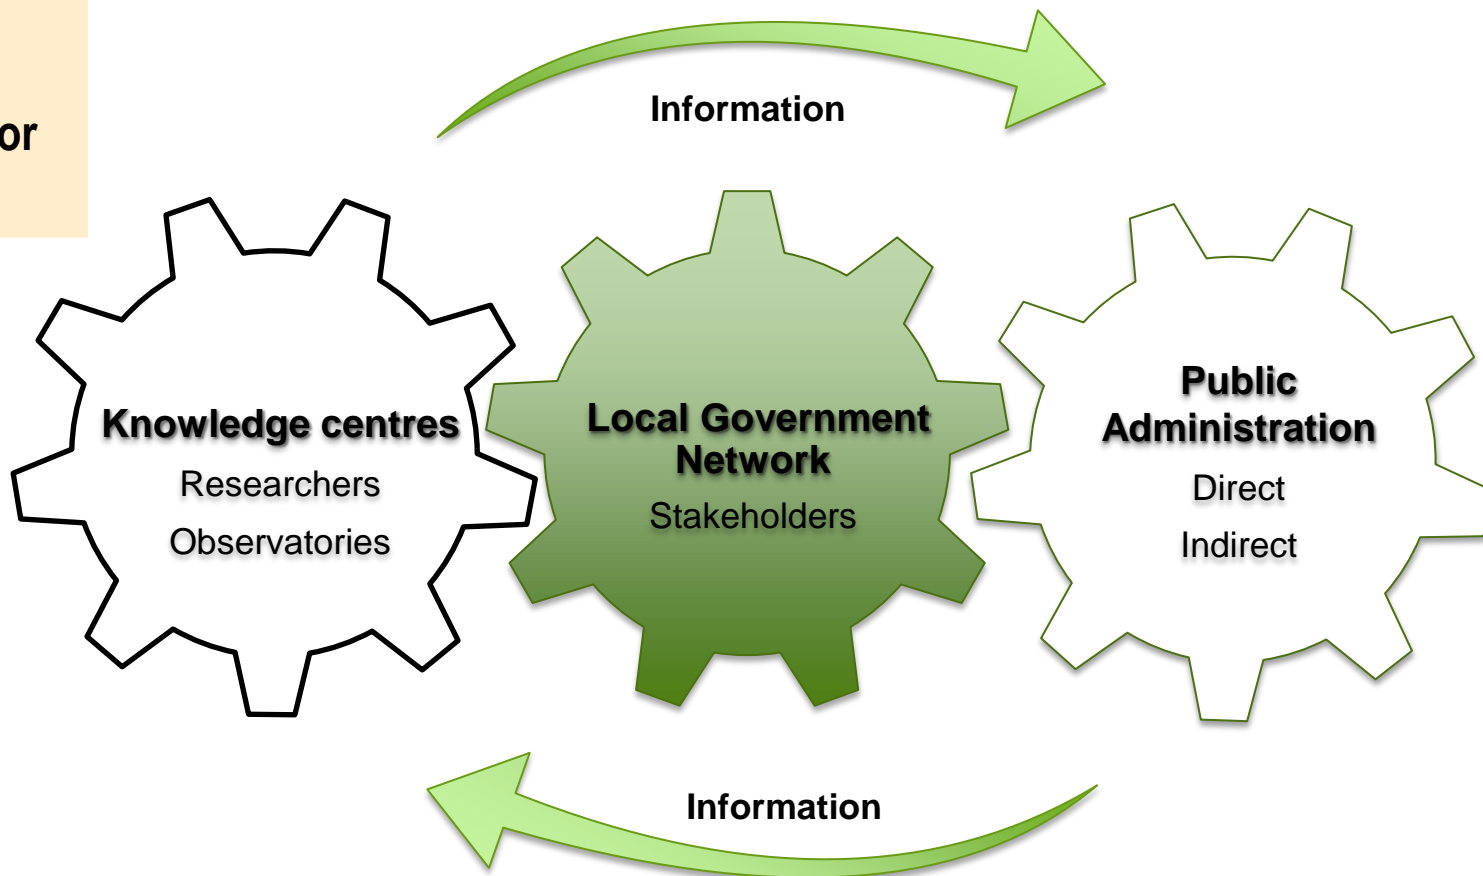 or
Information
Knowledge centres
Researchers
Observatories
Local Government
Network
Stakeholders
Public
Administration
Direct
Indirect
Information